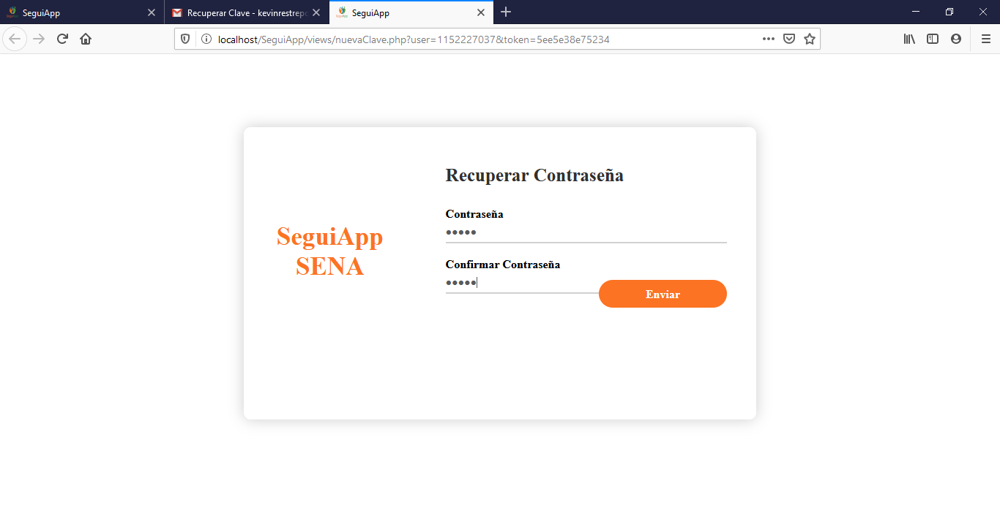 SeguiApp
Recuperar Clave - kevinrestrepo
SeguiApp
localhost/SeguiApp/views/nuevaClave.php?user=1152227037&token=5ee5e38e75234
Recuperar Contraseña
Contraseña
•••••
SeguiApp
SENA
Confirmar Contraseña
•••••
Enviar